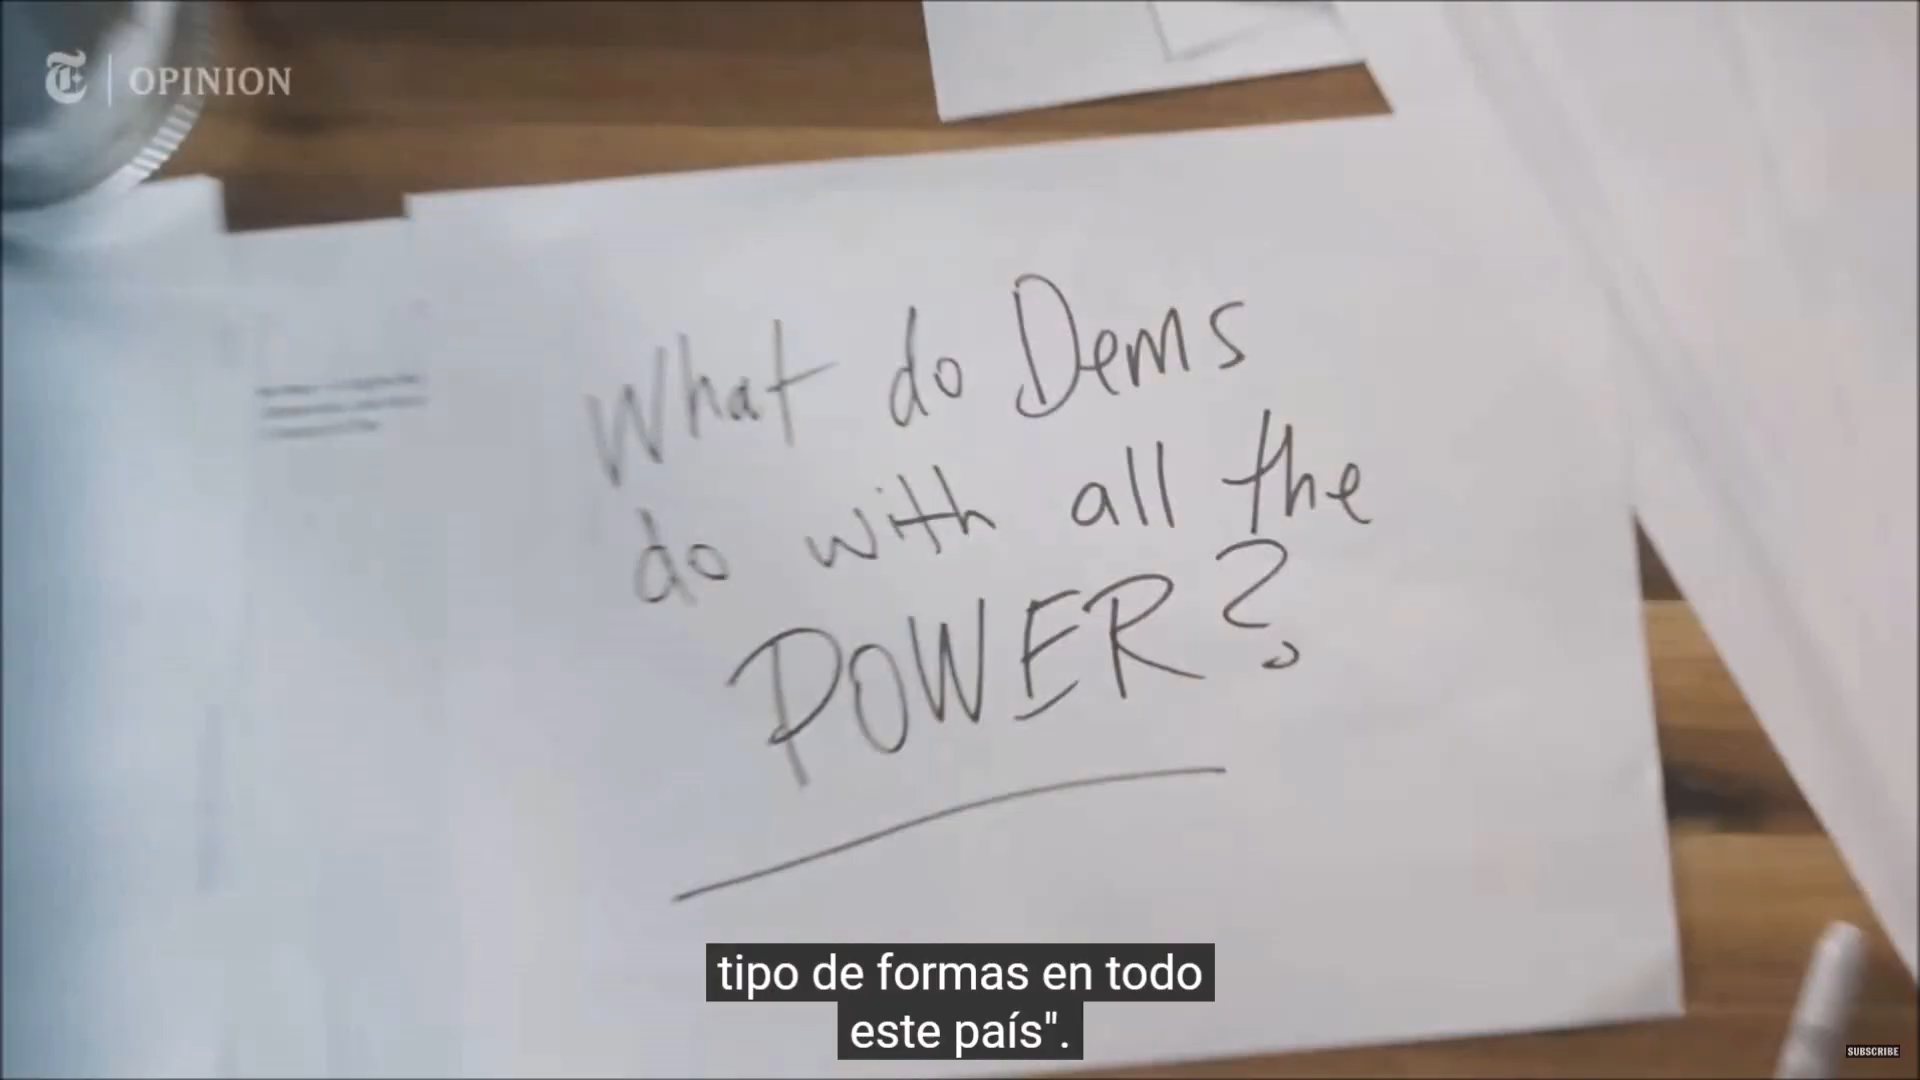 T | OPINION
What do Dems
do with all the
POWER?
tipo de formas en todo
este país".
SUBSCRIBE